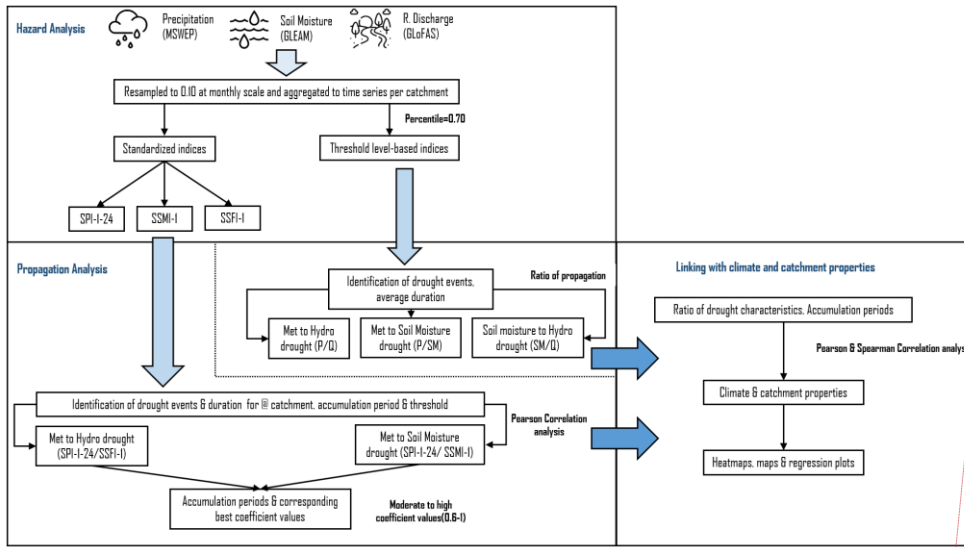 Hazard Analysis
Precipitation
(MSWEP)
Soil Moisture
(GLEAM)
R. Discharge
(GLoFAS)
Resampled to 0.10 at monthly scale and aggregated to time series per catchment
Percentile=0.70
Standardized indices
Threshold level-based indices
SPI-1-24
SSMI-1
SSFI-1
Propagation Analysis
Identification of drought events,
average duration
Ratio of propagation
Met to Hydro
drought (P/Q)
Met to Soil Moisture
drought (P/SM)
Soil moisture to Hydro
drought (SM/Q)
Identification of drought events & duration for @ catchment, accumulation period & threshold
Pearson Correlation
analysis
Met to Hydro drought
(SPI-1-24/SSFI-1)
Met to Soil Moisture
drought (SPI-1-24/ SSMI-1)
Accumulation periods & corresponding
best coefficient values
Moderate to high
coefficient values(0.6-1)
Linking with climate and catchment properties
Ratio of drought characteristics, Accumulation periods
Pearson & Spearman Correlation analys
Climate & catchment properties
Heatmaps, maps & regression plots